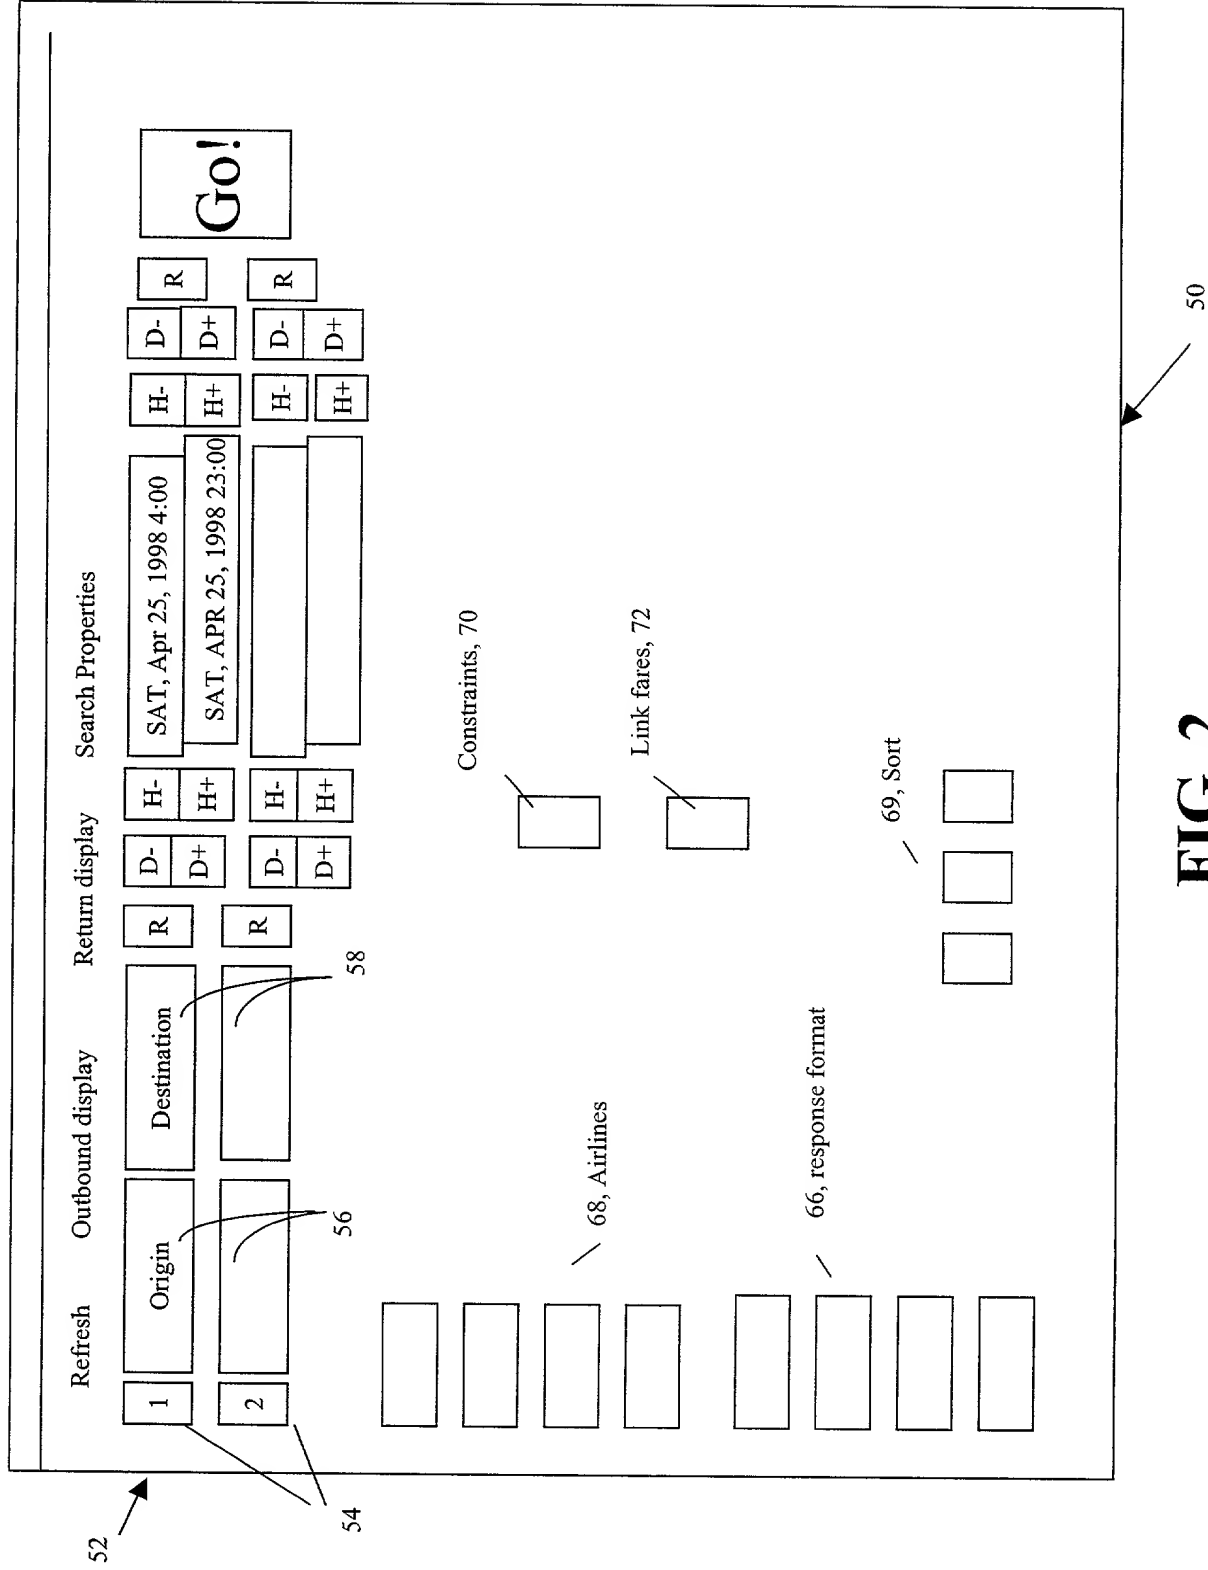 52
Refresh Outbound display Return display Search Properties
1 Origin Destination R D- H- SAT, Apr 25, 1998 4:00 H- D- R Go!
D+ H+ SAT, APR 25, 1998 23:00 H+ D+
2 R D- H- H- D- R
D+ H+ H+ D+
54
56
58
Constraints, 70
68, Airlines
Link fares, 72
66, response format
69, Sort
50
FIG. 2